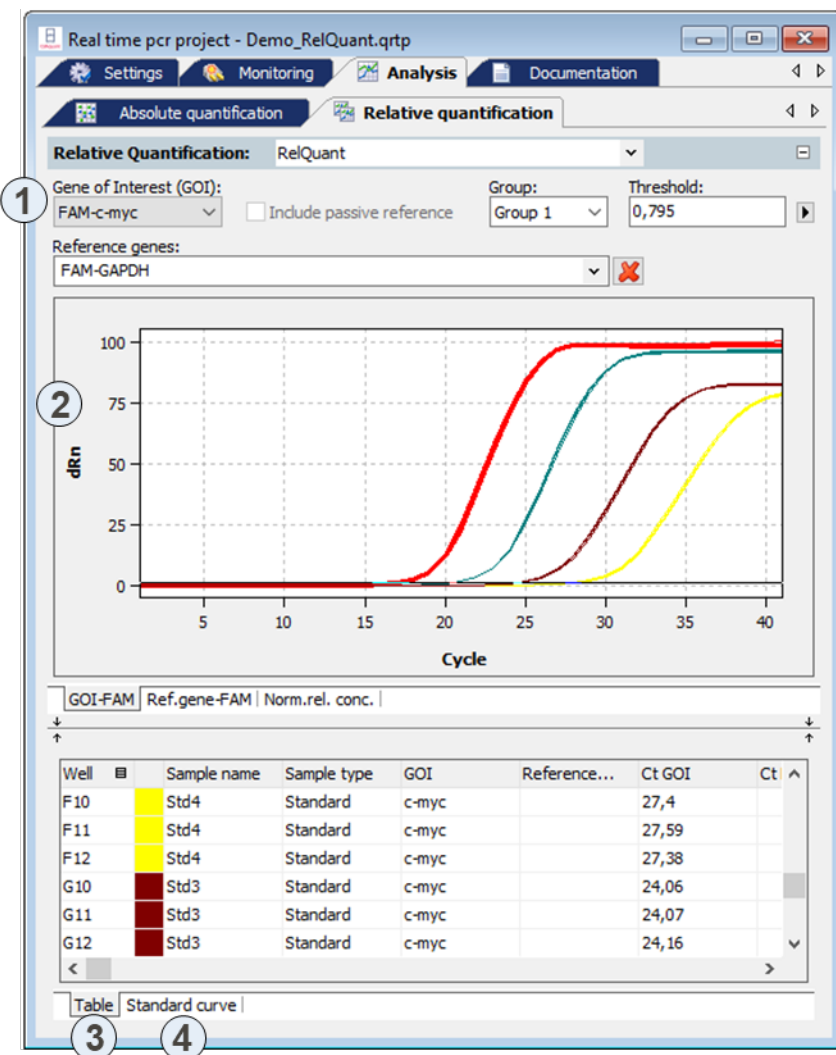 Real time pcr project - Demo_RelQuant.qrtp
Settings Monitoring Analysis Documentation
Absolute quantification Relative quantification
Relative Quantification: RelQuant
1
Gene of Interest (GOI): Group: Threshold:
FAM-c-myc Include passive reference Group 1 0,795
Reference genes:
FAM-GAPDH
2
100
75
50
25
0
dRn
5 10 15 20 25 30 35 40
Cycle
GOI-FAM Ref.gene-FAM Norm.rel. conc.
Well Sample name Sample type GOI Reference... Ct GOI Ct
F10 Std4 Standard c-myc 27,4
F11 Std4 Standard c-myc 27,59
F12 Std4 Standard c-myc 27,38
G10 Std3 Standard c-myc 24,06
G11 Std3 Standard c-myc 24,07
G12 Std3 Standard c-myc 24,16
Table Standard curve
3 4